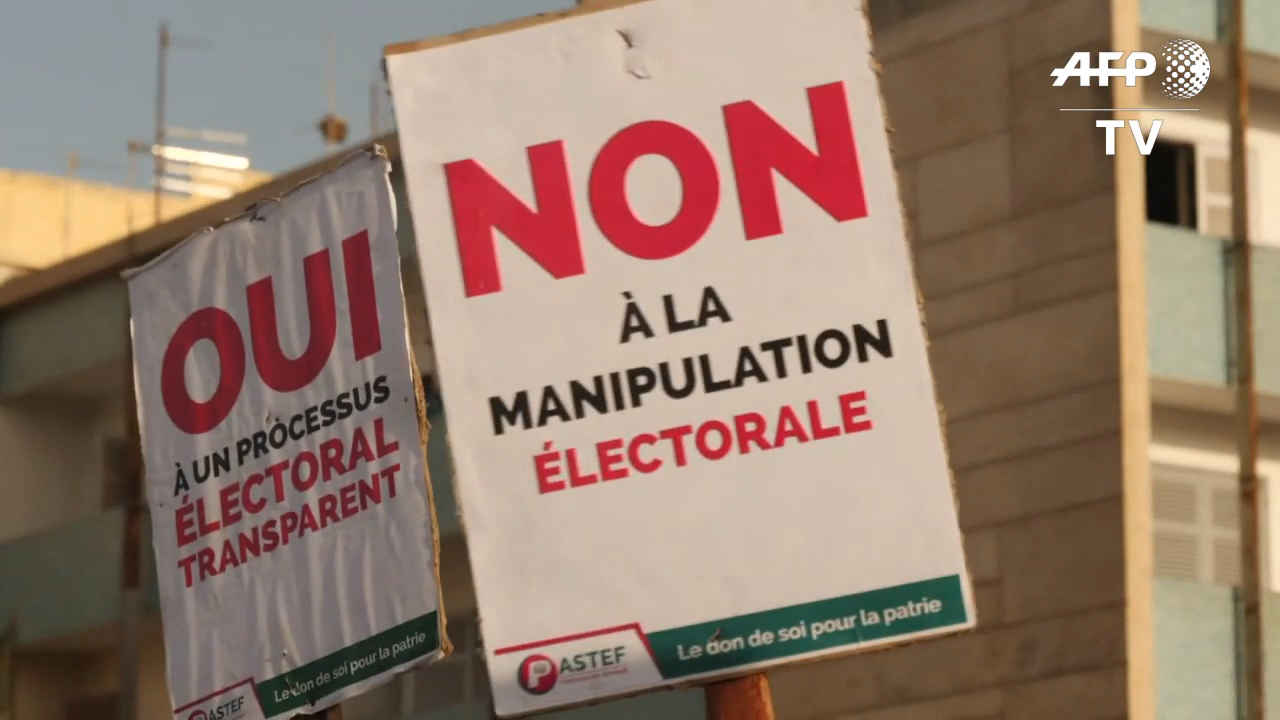 AFP
TV
OUI
À UN PROCESSUS
ÉLECTORAL
TRANSPARENT
PASTEF
Le don de soi pour la patrie
NON
À LA
MANIPULATION
ÉLECTORALE
PASTEF
Le don de soi pour la patrie